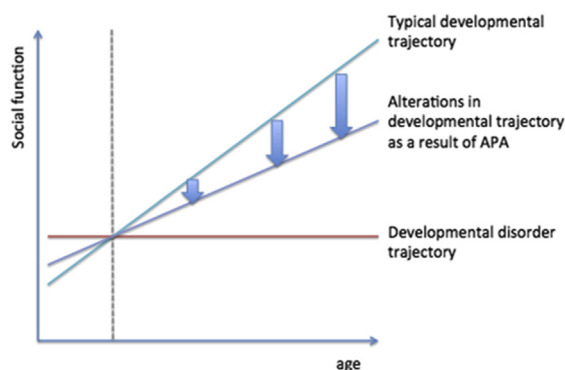 Typical developmental
trajectory
Social function
Alterations in
developmental trajectory
as a result of APA
Developmental disorder
trajectory
age